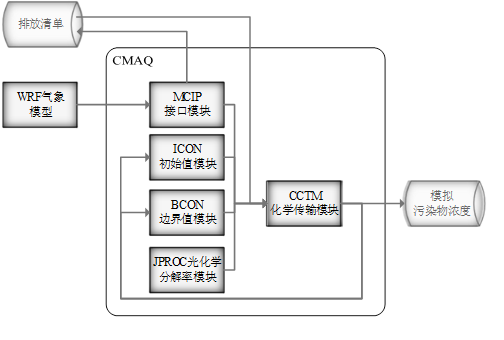 排放清单
CMAQ
WRF气象
模型
MCIP
接口模块
ICON
初始值模块
BCON
边界值模块
CCTM
化学传输模块
模拟
污染物浓度
JPROC光化学
分解率模块